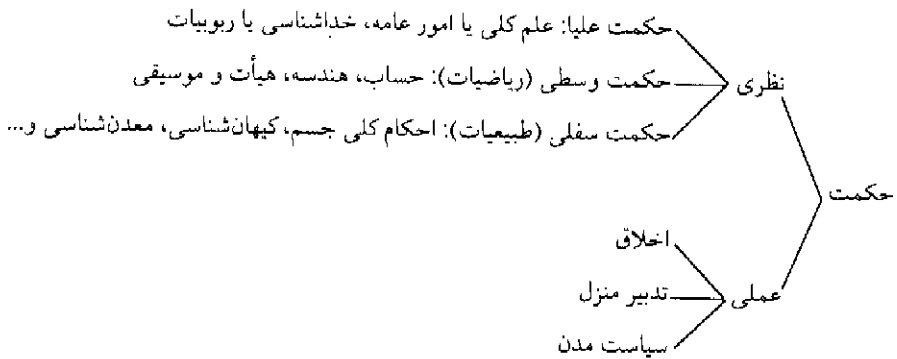 حکمت علیا: علم کلی یا امور عامه، خداشناسی یا ربوبیات
نظری
حکمت وسطی (ریاضیات): حساب، هندسه، هیأت و موسیقی
حکمت سفلی (طبیعیات): احکام کلی جسم، کیهان‌شناسی، معدن‌شناسی و...
حکمت
اخلاق
عملی
تدبیر منزل
سیاست مدن